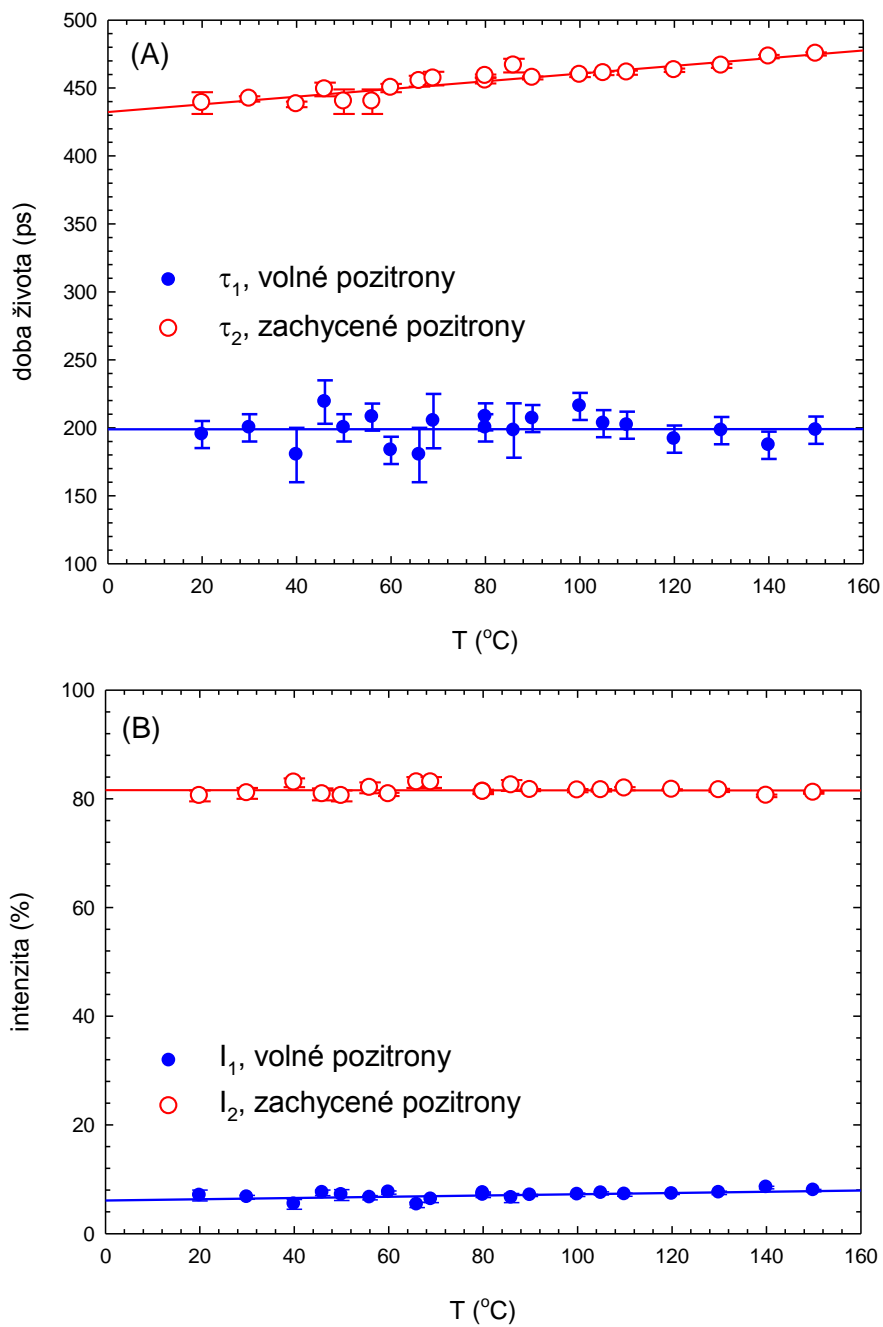 (A)
500
450
400
350
300
250
200
150
100
doba života (ps)
τ1, volné pozitrony
τ2, zachycené pozitrony
0 20 40 60 80 100 120 140 160
T (oC)
(B)
100
80
60
40
20
0
intenzita (%)
I1, volné pozitrony
I2, zachycené pozitrony
0 20 40 60 80 100 120 140 160
T (oC)